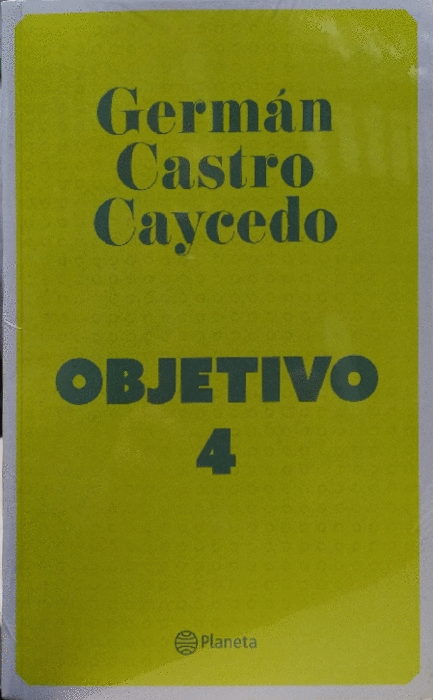 Germán
Castro
Caycedo
OBJETIVO
4
Planeta